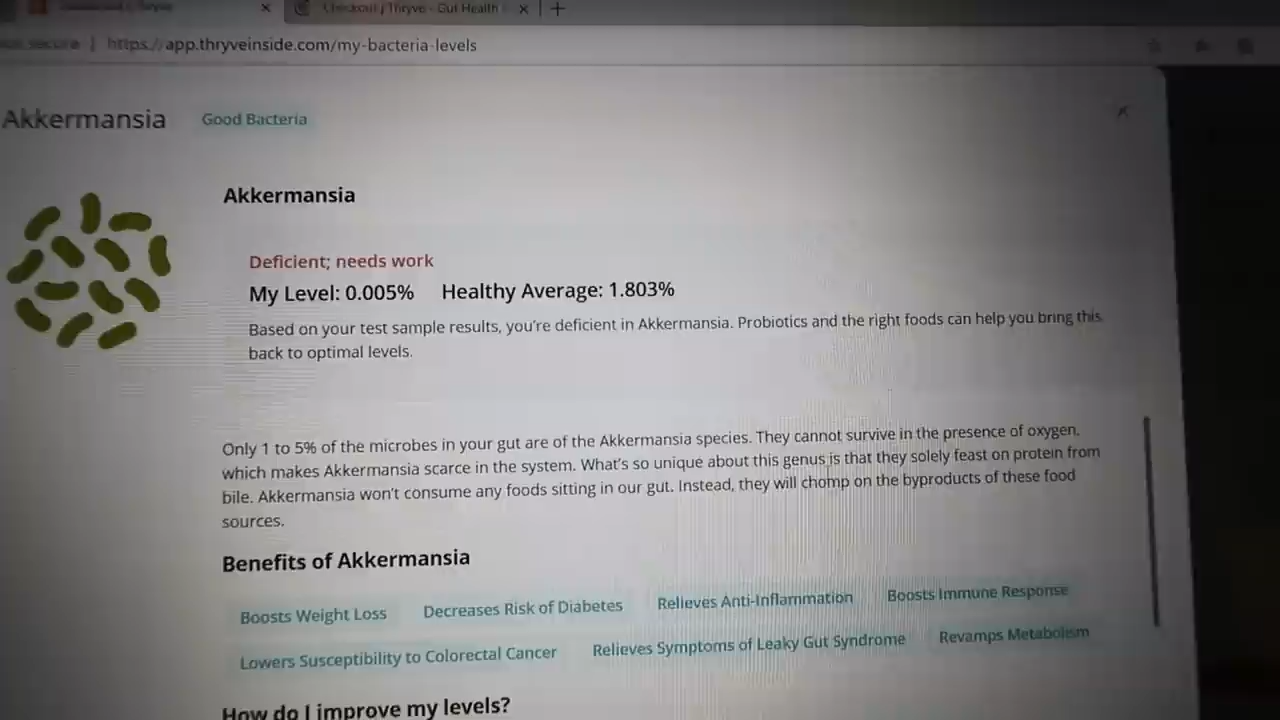 Checkout | Thryve - Gut Health
https://app.thryveinside.com/my-bacteria-levels
Akkermansia Good Bacteria
Akkermansia
Deficient; needs work
My Level: 0.005% Healthy Average: 1.803%
Based on your test sample results, you're deficient in Akkermansia. Probiotics and the right foods can help you bring this
back to optimal levels.
Only 1 to 5% of the microbes in your gut are of the Akkermansia species. They cannot survive in the presence of oxygen,
which makes Akkermansia scarce in the system. What's so unique about this genus is that they solely feast on protein from
bile. Akkermansia won't consume any foods sitting in our gut. Instead, they will chomp on the byproducts of these food
sources.
Benefits of Akkermansia
Boosts Weight Loss Decreases Risk of Diabetes Relieves Anti-Inflammation Boosts Immune Response
Lowers Susceptibility to Colorectal Cancer Relieves Symptoms of Leaky Gut Syndrome Revamps Metabolism
How do I improve my levels?